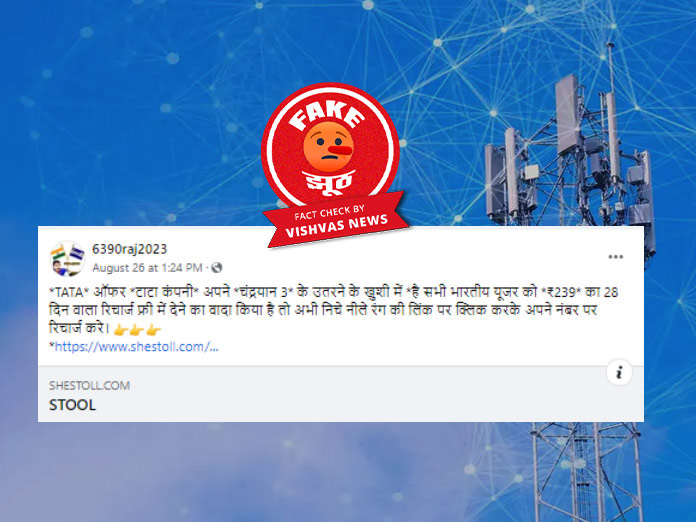 FAKE
झूठ
FACT CHECK BY
VISHVAS NEWS
6390raj2023
August 26 at 1:24 PM ·
*TATA* ऑफर *टाटा कंपनी* अपने *चंद्रयान 3* के उतरने के खुशी में *है सभी भारतीय यूजर को *₹239* का 28
दिन वाला रिचार्ज फ्री में देने का वादा किया है तो अभी निचे नीले रंग की लिंक पर क्लिक करके अपने नंबर पर
रिचार्ज करे। 👉👉👉
*https://www.shestoll.com/...
SHESTOLL.COM
STOOL